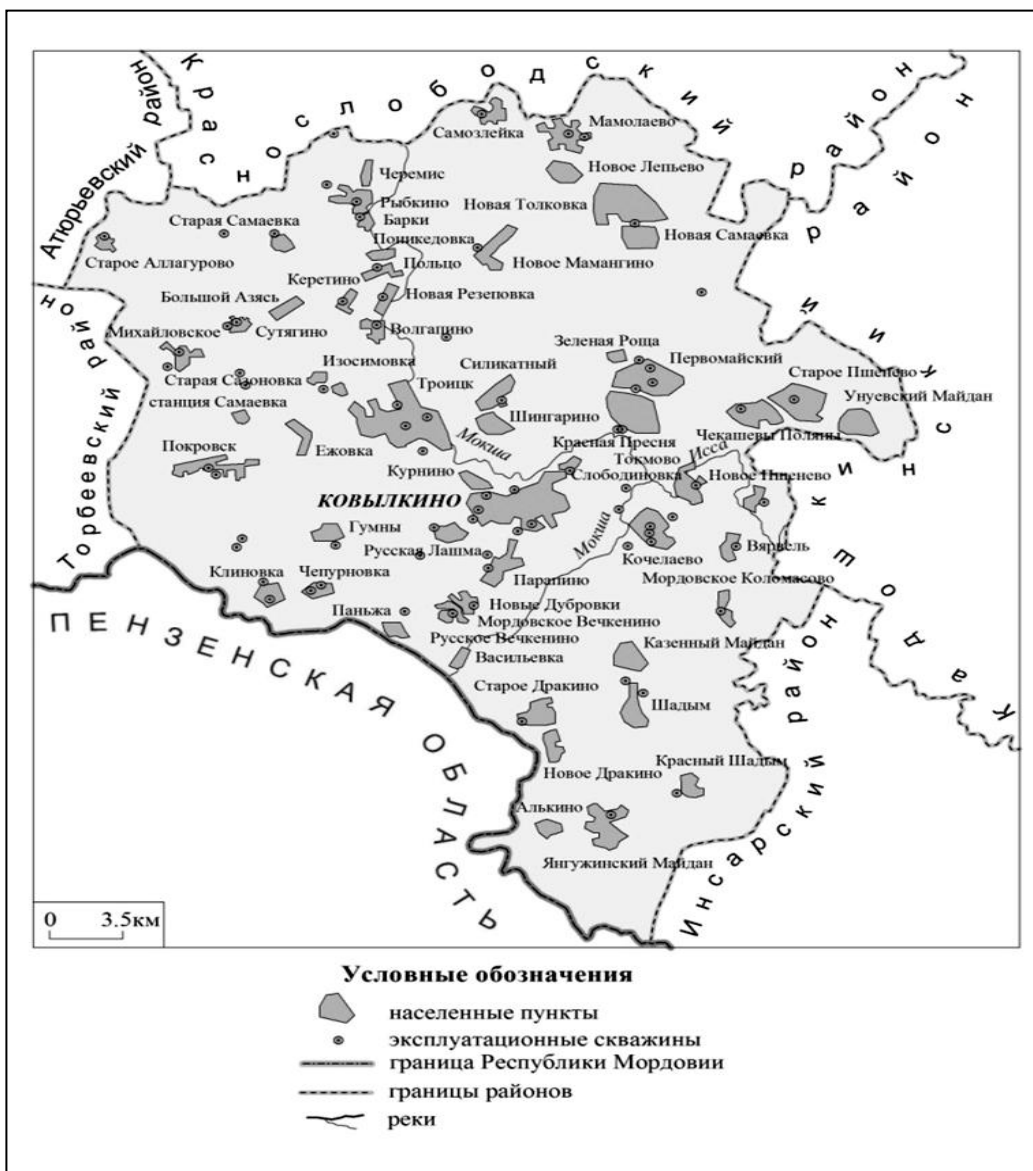 Краснослободский район
Атюрьевский район
Самозлейка
Мамолаево
Черемис
Новое Лепьево
Рыбкино
Новая Толковка
Барки
Старая Самаевка
Поникедовка
Новая Самаевка
Старое Аллагурово
Польцо
Новое Мамангино
Керетино
Большой Азясь
Новая Резеповка
Михайловское
Сутягино
Волгапино
Зеленая Роща
Изосимовка
Силикатный
Первомайский
Старая Сазоновка
Троицк
Старое Пшенево
станция Самаевка
Унуевский Майдан
Шингарино
Покровск
Ежовка
Мокша
Красная Пресня
Чекашевы Поляны
Токмово
Исса
Курнино
Слободиновка
Новое Пшенево
КОВЫЛКИНО
Торбеевский район
Гумны
Мокша
Русская Лашма
Кочелаево
Вярвель
Клиновка
Чепурновка
Парапино
Мордовское Коломасово
Паньжа
Новые Дубровки
Мордовское Вечкенино
Русское Вечкенино
Казенный Майдан
Васильевка
Старое Дракино
Шадым
Новое Дракино
Красный Шадым
Алькино
Янгужинский Майдан
ПЕНЗЕНСКАЯ ОБЛАСТЬ
Инсарский район
Кадошкинский район
0 3.5км
Условные обозначения
населенные пункты
эксплуатационные скважины
граница Республики Мордовии
границы районов
реки